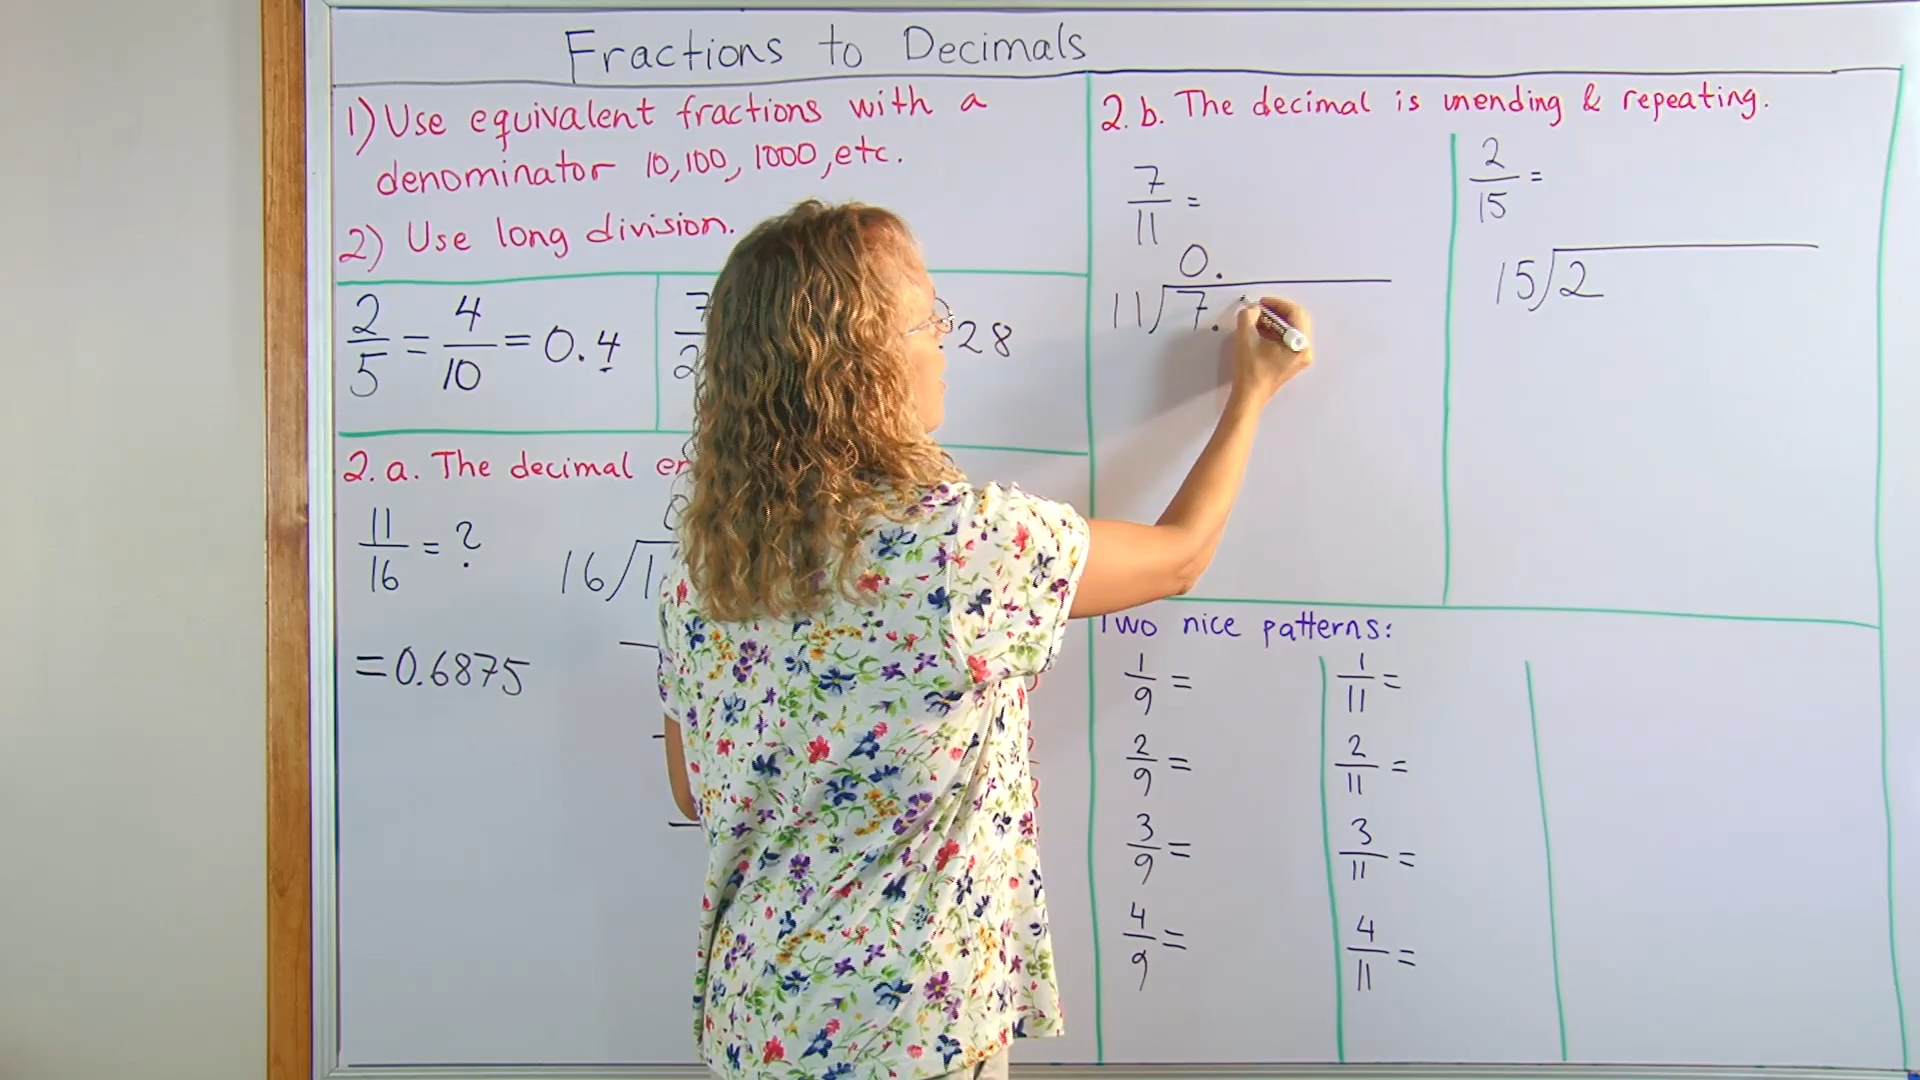 Fractions to Decimals
1) Use equivalent fractions with a
denominator 10, 100, 1000, etc.
2) Use long division.
2/5 = 4/10 = 0.4
7/2
28
2.a. The decimal en
11/16 = ?
16)1
= 0.6875
2.b. The decimal is unending & repeating.
7/11 =
0.
11)7.
2/15 =
15)2
Two nice patterns:
1/9 =
2/9 =
3/9 =
4/9 =
1/11 =
2/11 =
3/11 =
4/11 =